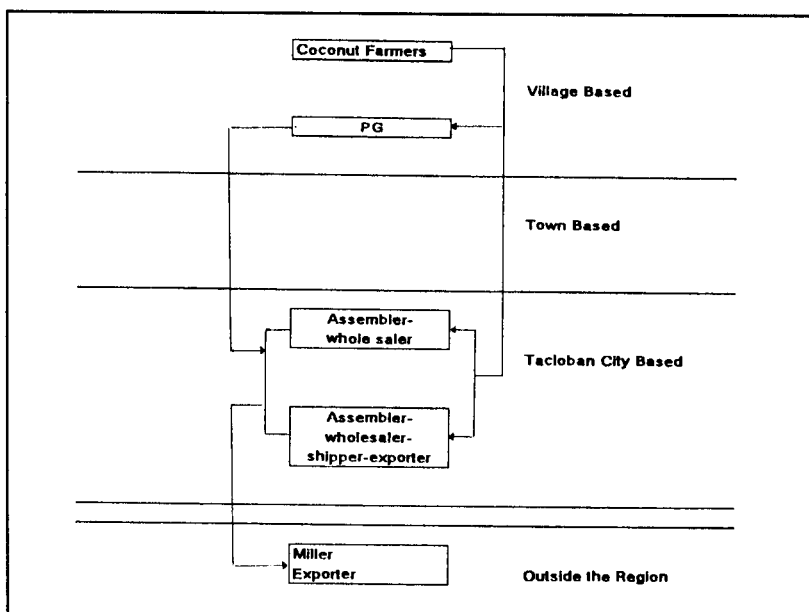 Coconut Farmers
Village Based
PG
Town Based
Assembler-
whole saler
Tacloban City Based
Assembler-
wholesaler-
shipper-exporter
Miller
Exporter
Outside the Region